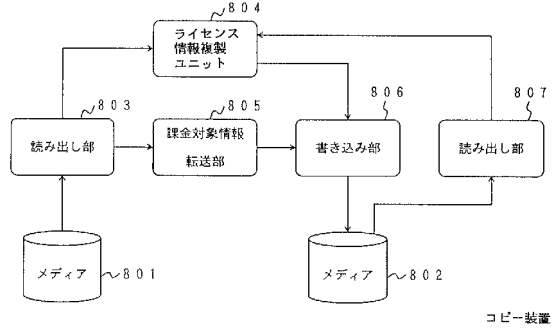 804
ライセンス
情報複製
ユニット
803
805
806
807
読み出し部
課金対象情報
転送部
書き込み部
読み出し部
メディア
801
メディア
802
コピー装置